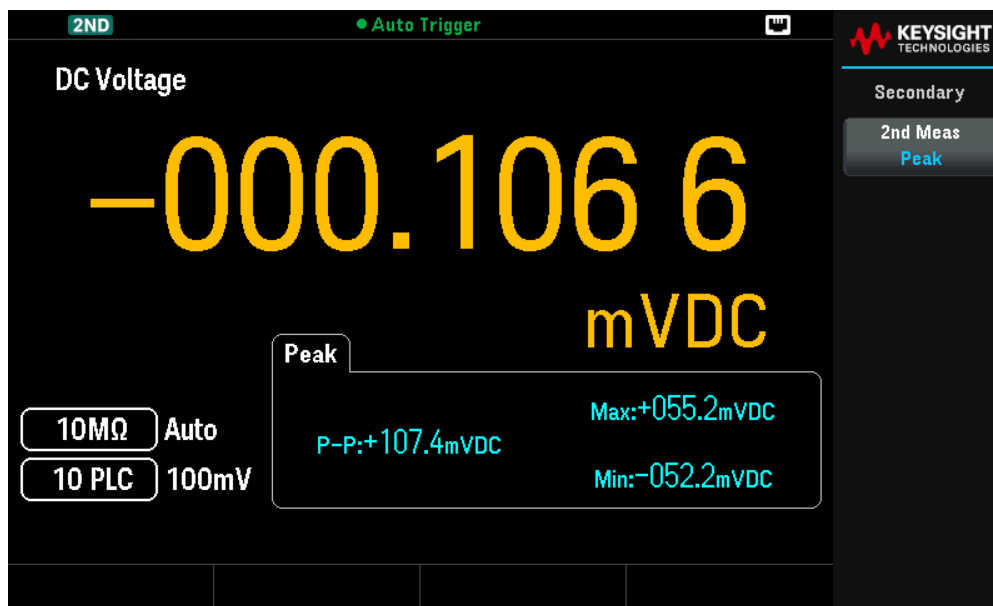 2ND
Auto Trigger
KEYSIGHT
TECHNOLOGIES
DC Voltage
Secondary
2nd Meas
Peak
–000.106 6
mVDC
Peak
Max:+055.2mVDC
P-P:+107.4mVDC
Min:-052.2mVDC
10MΩ Auto
10 PLC 100mV